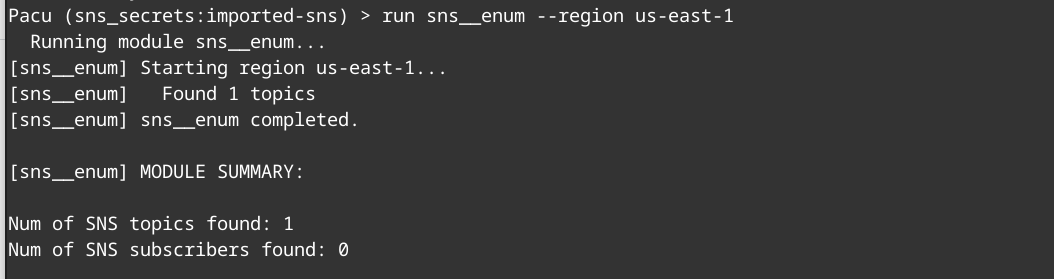 Pacu (sns_secrets:imported-sns) > run sns__enum --region us-east-1
  Running module sns__enum...
[sns__enum] Starting region us-east-1...
[sns__enum]   Found 1 topics
[sns__enum] sns__enum completed.

[sns__enum] MODULE SUMMARY:

Num of SNS topics found: 1
Num of SNS subscribers found: 0